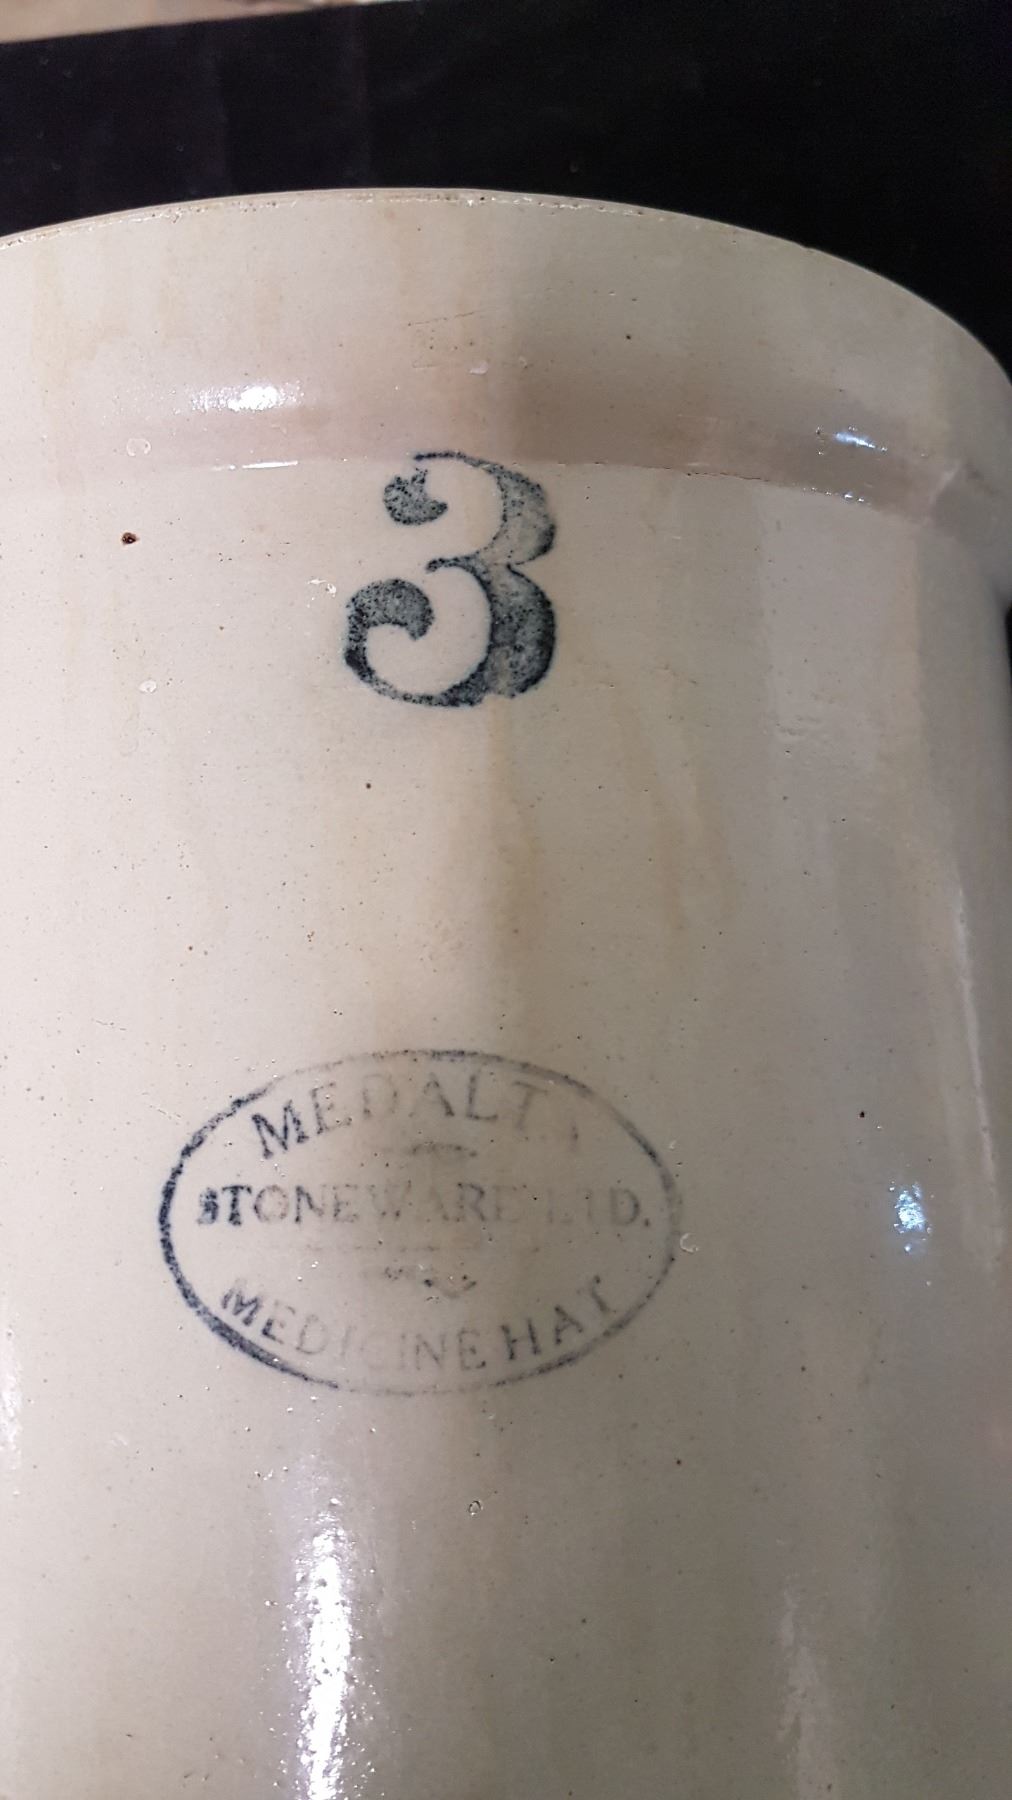 3
MEDALTA
STONEWARE LTD.
MEDICINE HAT